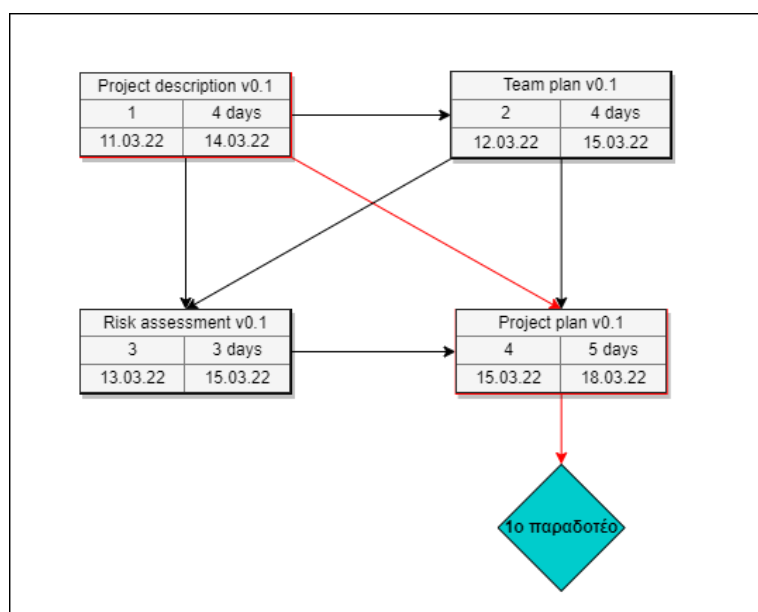 Project description v0.1
1 4 days
11.03.22 14.03.22
Team plan v0.1
2 4 days
12.03.22 15.03.22
Risk assessment v0.1
3 3 days
13.03.22 15.03.22
Project plan v0.1
4 5 days
15.03.22 18.03.22
1ο παραδοτέο